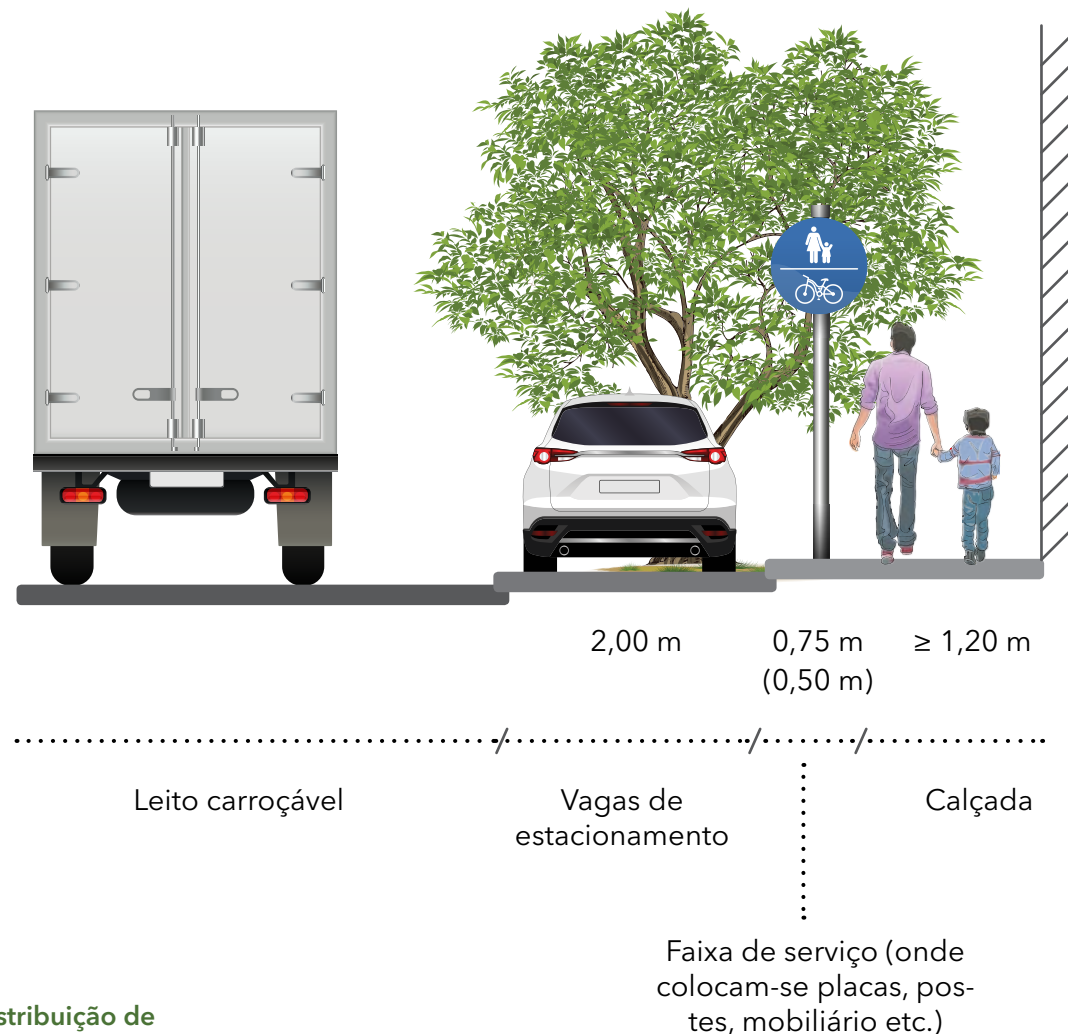 2,00 m
0,75 m
(0,50 m)
≥ 1,20 m
Leito carroçável
Vagas de
estacionamento
Calçada
Faixa de serviço (onde
colocam-se placas, pos-
tes, mobiliário etc.)
stribuição de